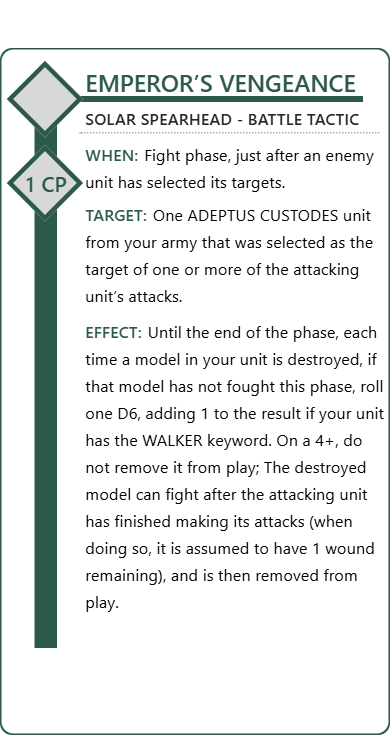 EMPEROR’S VENGEANCE
SOLAR SPEARHEAD - BATTLE TACTIC
WHEN: Fight phase, just after an enemy
1 CP
unit has selected its targets.
TARGET: One ADEPTUS CUSTODES unit
from your army that was selected as the
target of one or more of the attacking
unit’s attacks.
EFFECT: Until the end of the phase, each
time a model in your unit is destroyed, if
that model has not fought this phase, roll
one D6, adding 1 to the result if your unit
has the WALKER keyword. On a 4+, do
not remove it from play; The destroyed
model can fight after the attacking unit
has finished making its attacks (when
doing so, it is assumed to have 1 wound
remaining), and is then removed from
play.